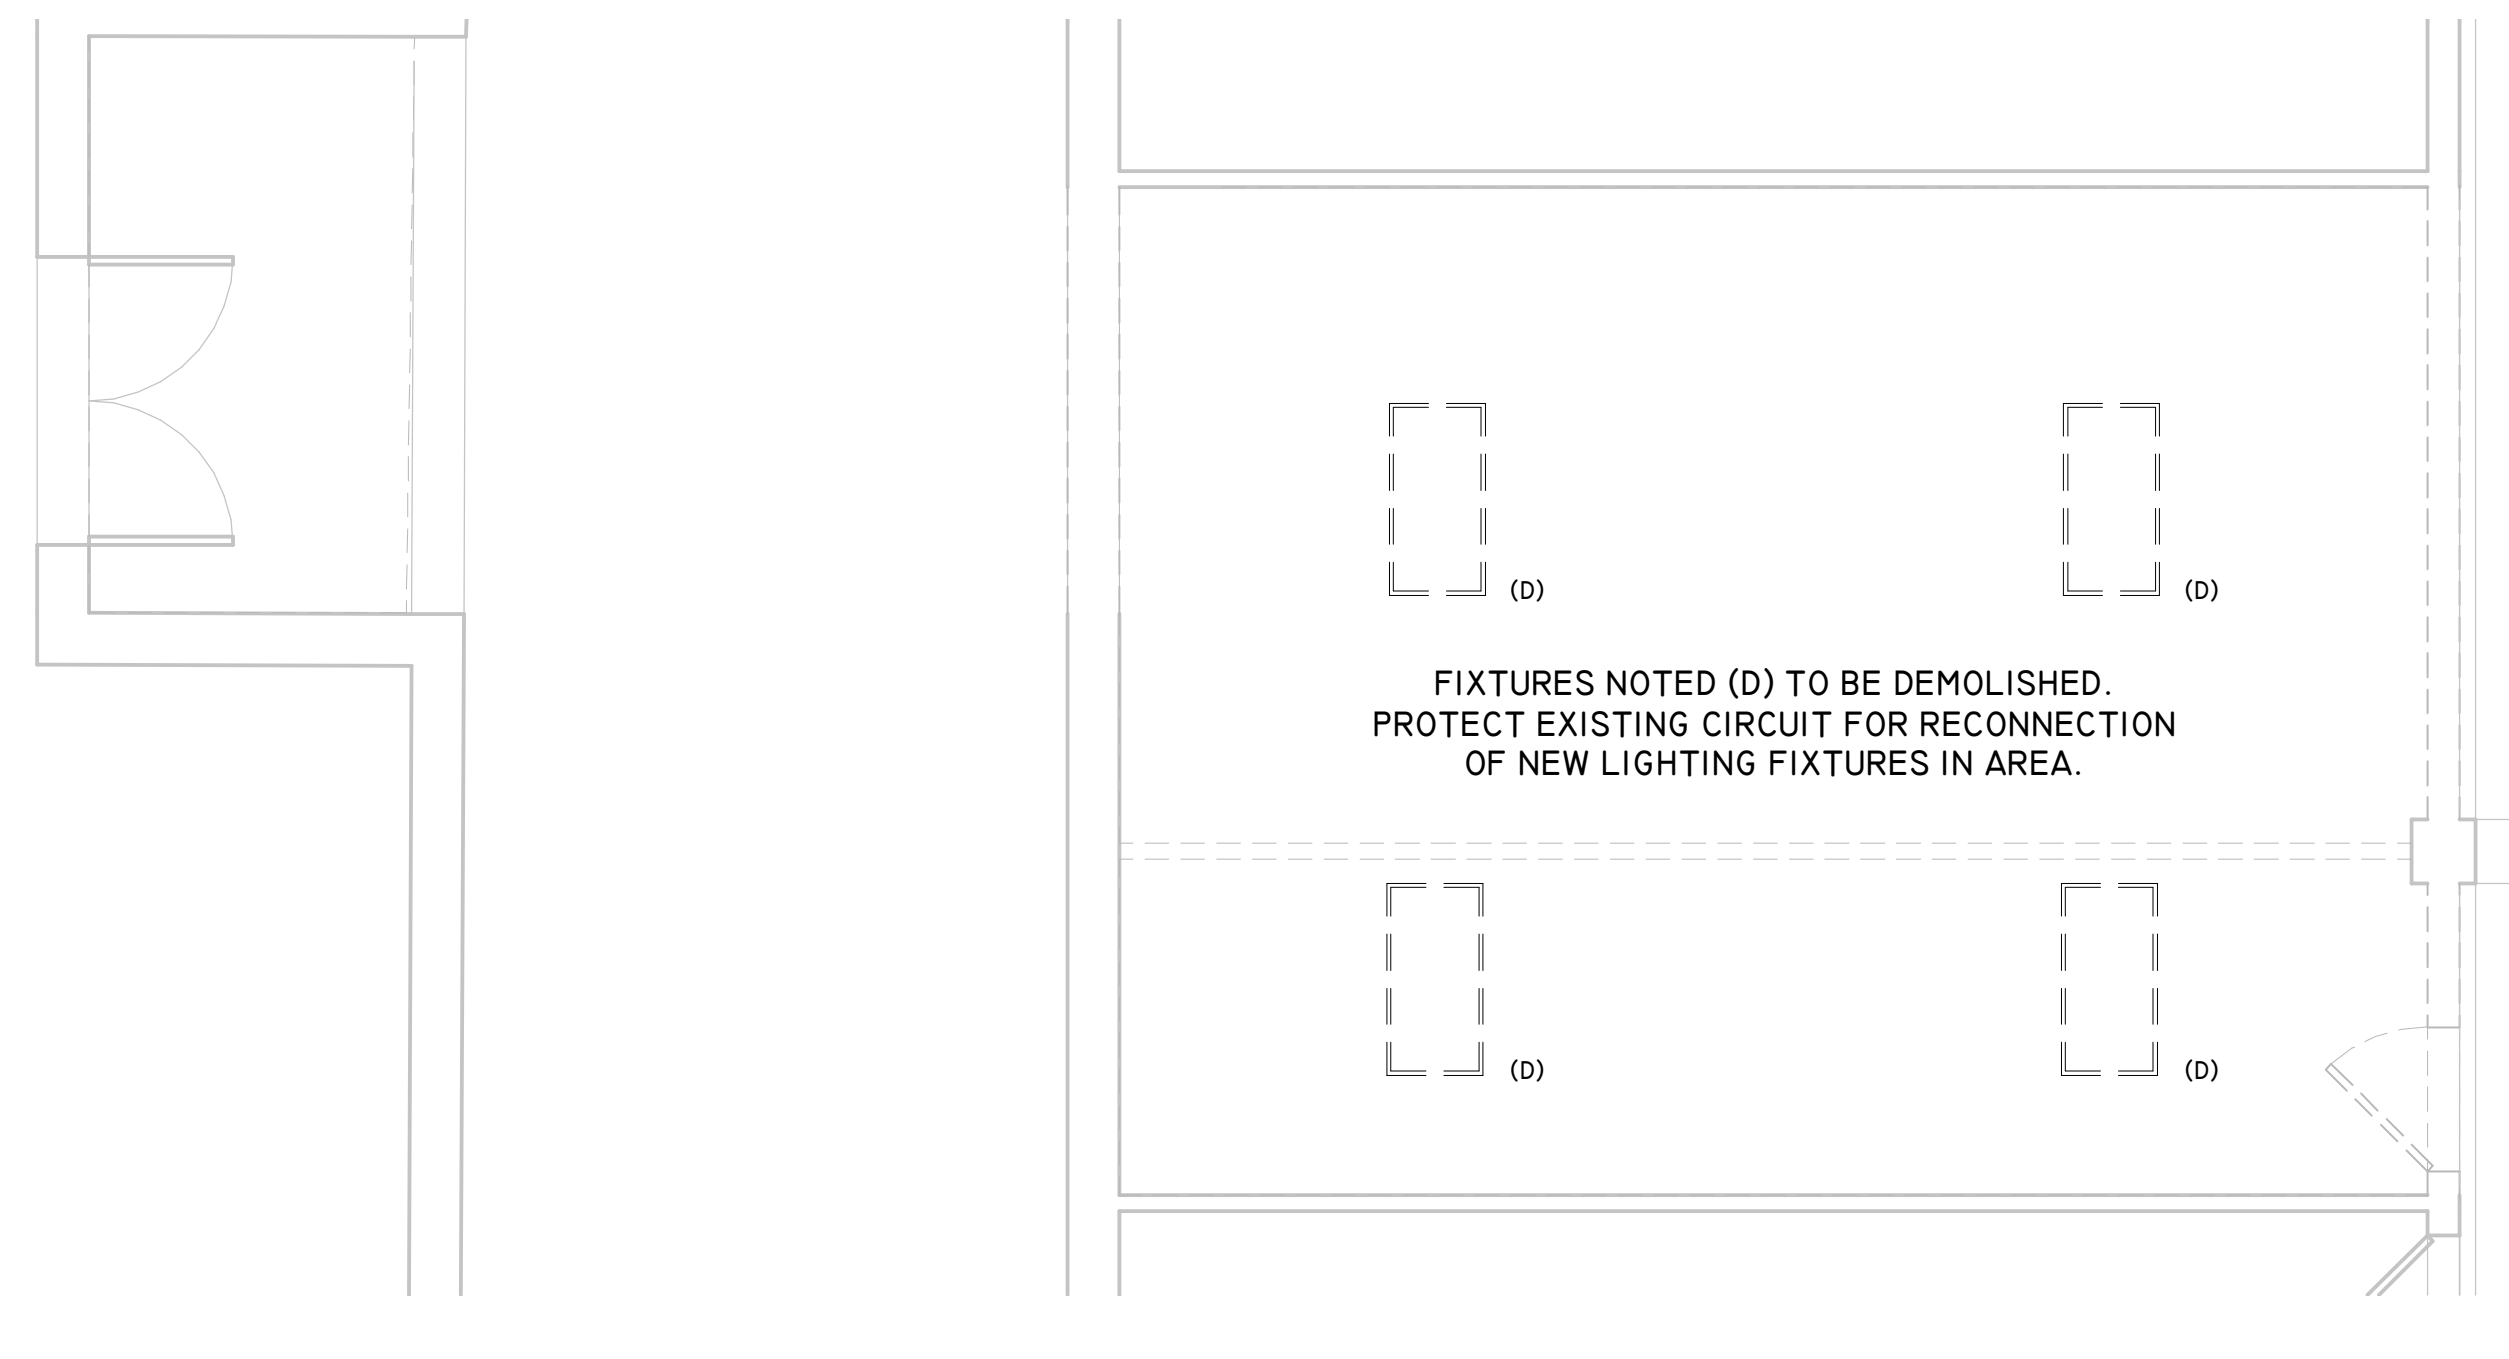 (D) (D)
FIXTURES NOTED (D) TO BE DEMOLISHED.
PROTECT EXISTING CIRCUIT FOR RECONNECTION
OF NEW LIGHTING FIXTURES IN AREA.
(D) (D)